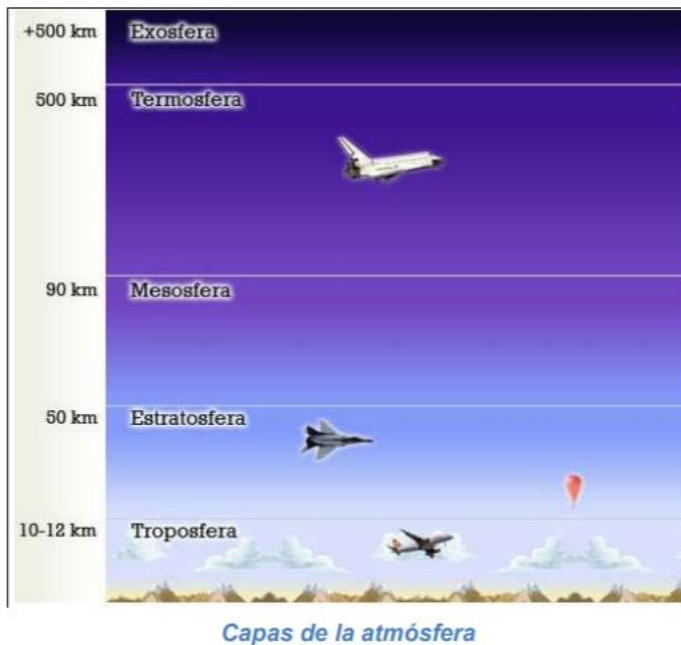 +500 km Exosfera
500 km Termosfera
90 km Mesosfera
50 km Estratosfera
10-12 km Troposfera
Capas de la atmósfera